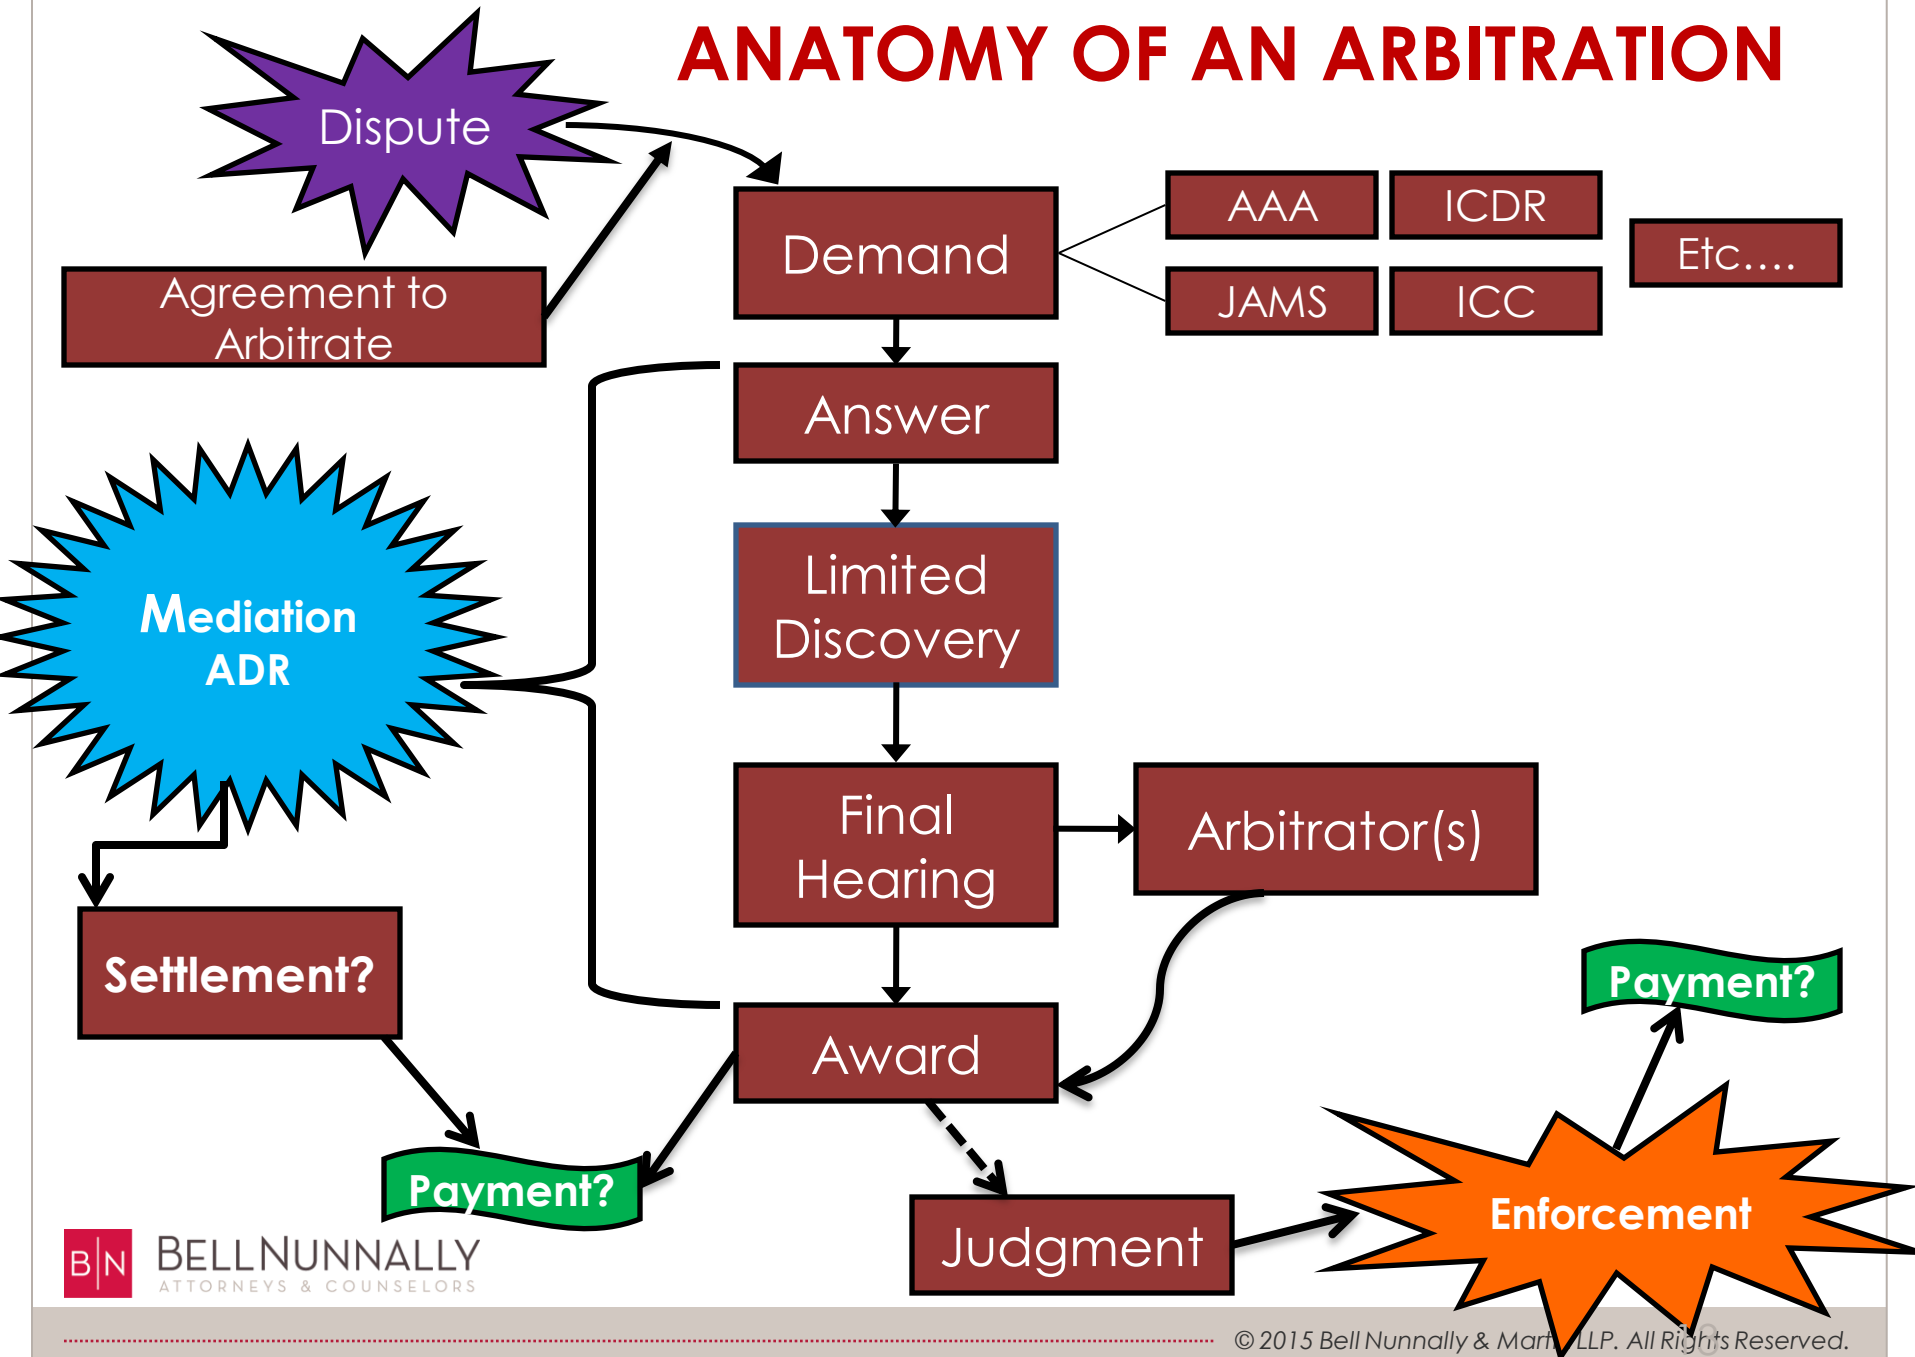 ANATOMY OF AN ARBITRATION
Dispute
Agreement to
Arbitrate
Demand
AAA
ICDR
JAMS
ICC
Etc....
Answer
Limited
Discovery
Mediation
ADR
Final
Hearing
Arbitrator(s)
Settlement?
Award
Payment?
Payment?
Judgment
Enforcement
B|N
BELLNUNNALLY
ATTORNEYS & COUNSELORS
© 2015 Bell Nunnally & LLP. All Rights Reserved.